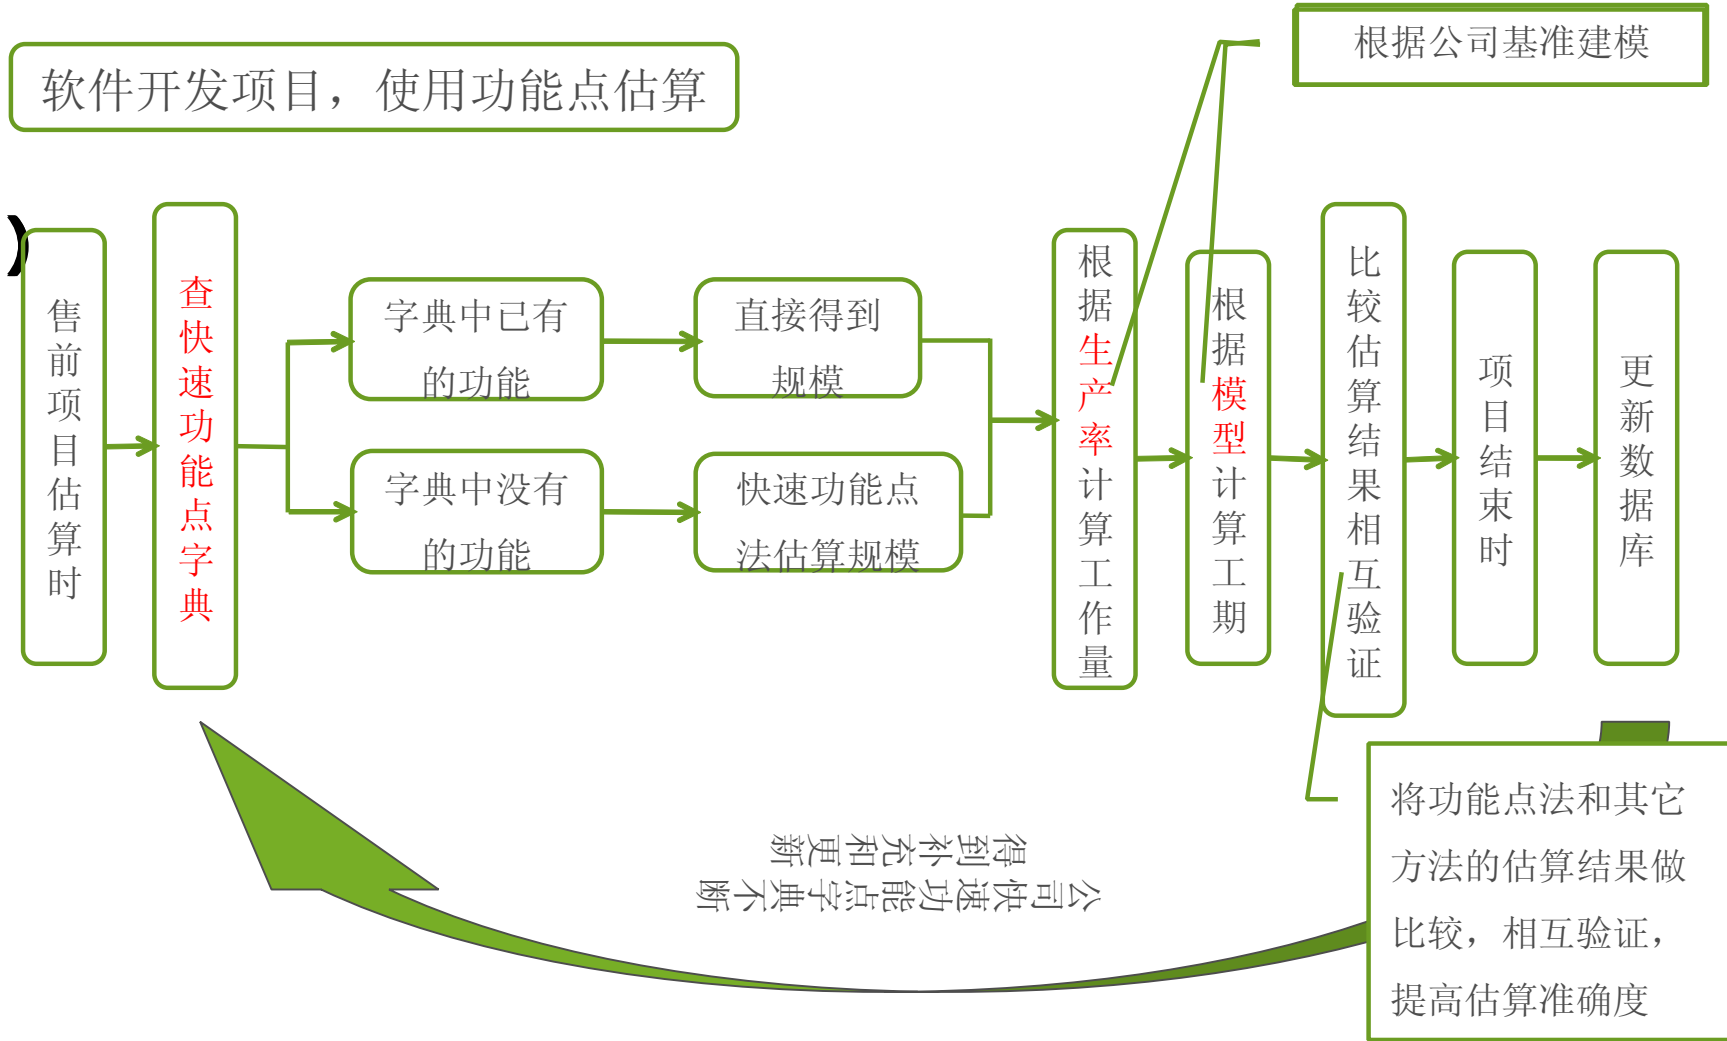 根据公司基准建模
软件开发项目，使用功能点估算
)
售前项目估算时
查快速功能点字典
字典中已有
的功能
直接得到
规模
字典中没有
的功能
快速功能点
法估算规模
根据生产率计算工作量
根据模型计算工期
比较估算结果相互验证
项目结束时
更新数据库
公司快速功能点字典不断
得到补充和更新
将功能点法和其它
方法的估算结果做
比较，相互验证，
提高估算准确度